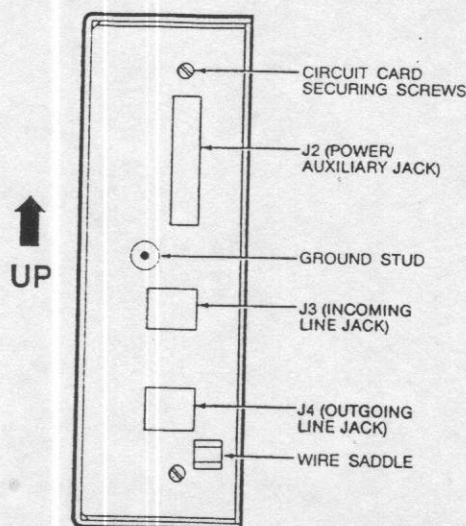 CIRCUIT CARD
SECURING SCREWS
J2 (POWER/
AUXILIARY JACK)
UP
GROUND STUD
J3 (INCOMING
LINE JACK)
J4 (OUTGOING
LINE JACK)
WIRE SADDLE